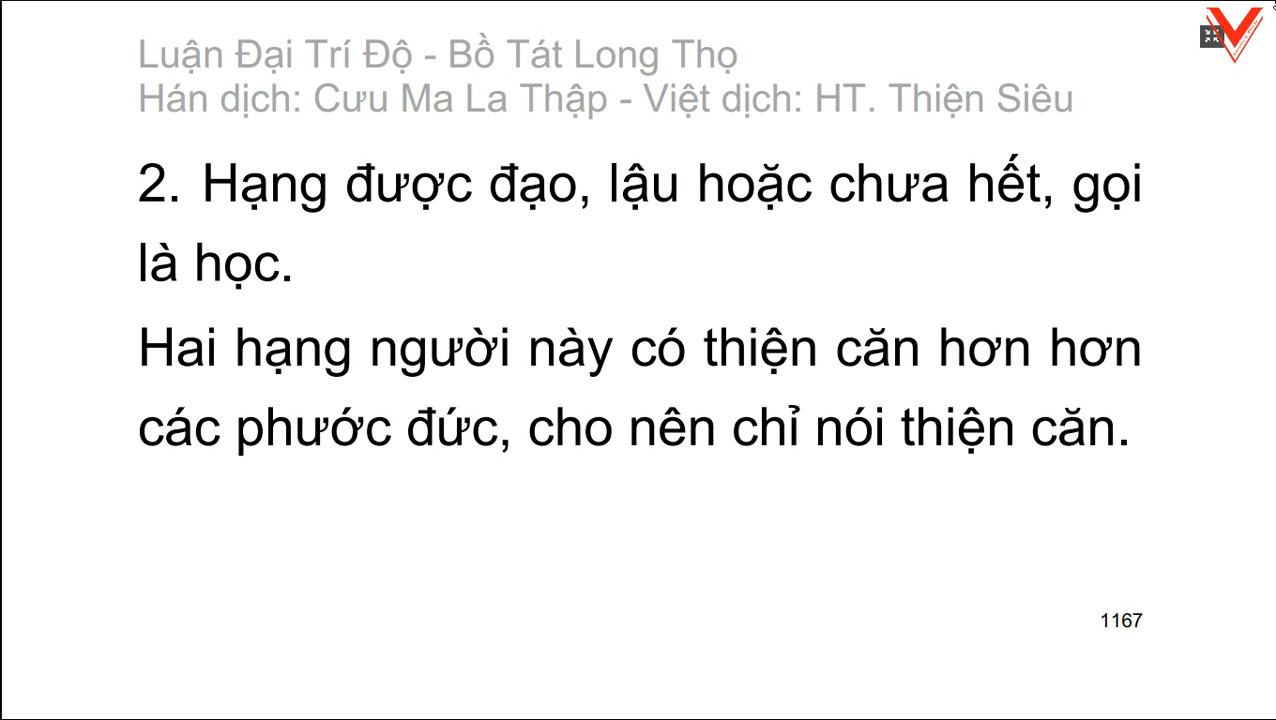 Luận Đại Trí Độ - Bồ Tát Long Thọ
Hán dịch: Cưu Ma La Thập - Việt dịch: HT. Thiện Siêu
2. Hạng được đạo, lậu hoặc chưa hết, gọi
là học.
Hai hạng người này có thiện căn hơn hơn
các phước đức, cho nên chỉ nói thiện căn.
1167